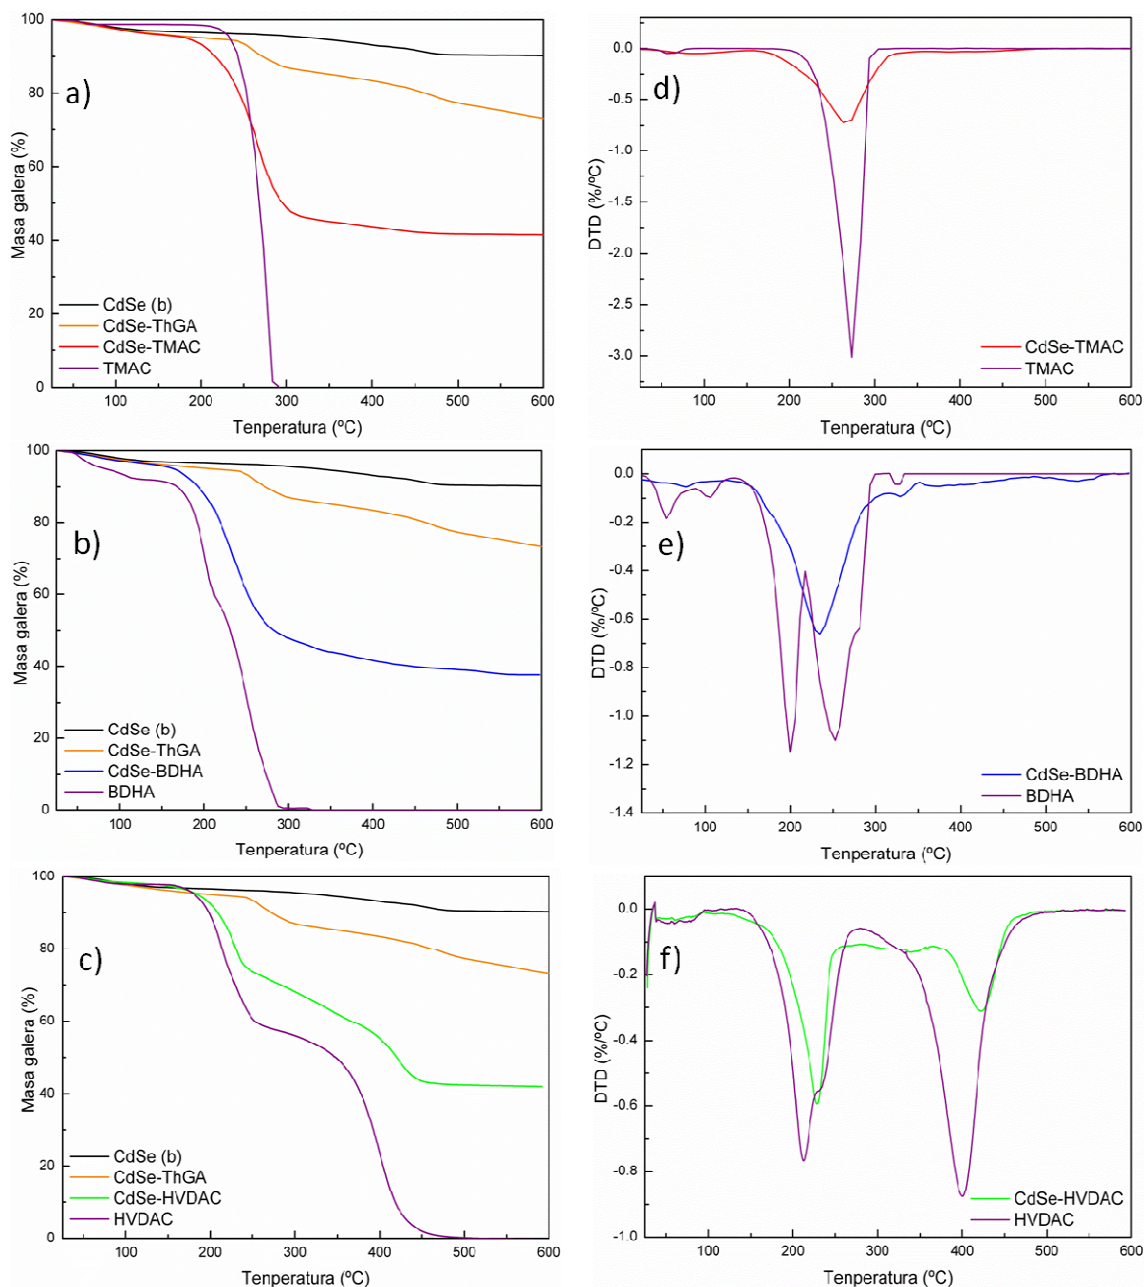 100
80
60
40
20
0
Masa galera (%)
a)
CdSe (b)
CdSe-ThGA
CdSe-TMAC
TMAC
100 200 300 400 500 600
Tenperatura (ºC)
0.0
-0.5
-1.0
-1.5
-2.0
-2.5
-3.0
DTD (%/ºC)
d)
CdSe-TMAC
TMAC
100 200 300 400 500 600
Tenperatura (ºC)
100
80
60
40
20
0
Masa galera (%)
b)
CdSe (b)
CdSe-ThGA
CdSe-BDHA
BDHA
100 200 300 400 500 600
Tenperatura (ºC)
0.0
-0.2
-0.4
-0.6
-0.8
-1.0
-1.2
-1.4
DTD (%/ºC)
e)
CdSe-BDHA
BDHA
100 200 300 400 500 600
Tenperatura (ºC)
100
80
60
40
20
0
Masa galera (%)
c)
CdSe (b)
CdSe-ThGA
CdSe-HVDAC
HVDAC
100 200 300 400 500 600
Tenperatura (ºC)
0.0
-0.2
-0.4
-0.6
-0.8
-1.0
DTD (%/ºC)
f)
CdSe-HVDAC
HVDAC
100 200 300 400 500 600
Tenperatura (ºC)